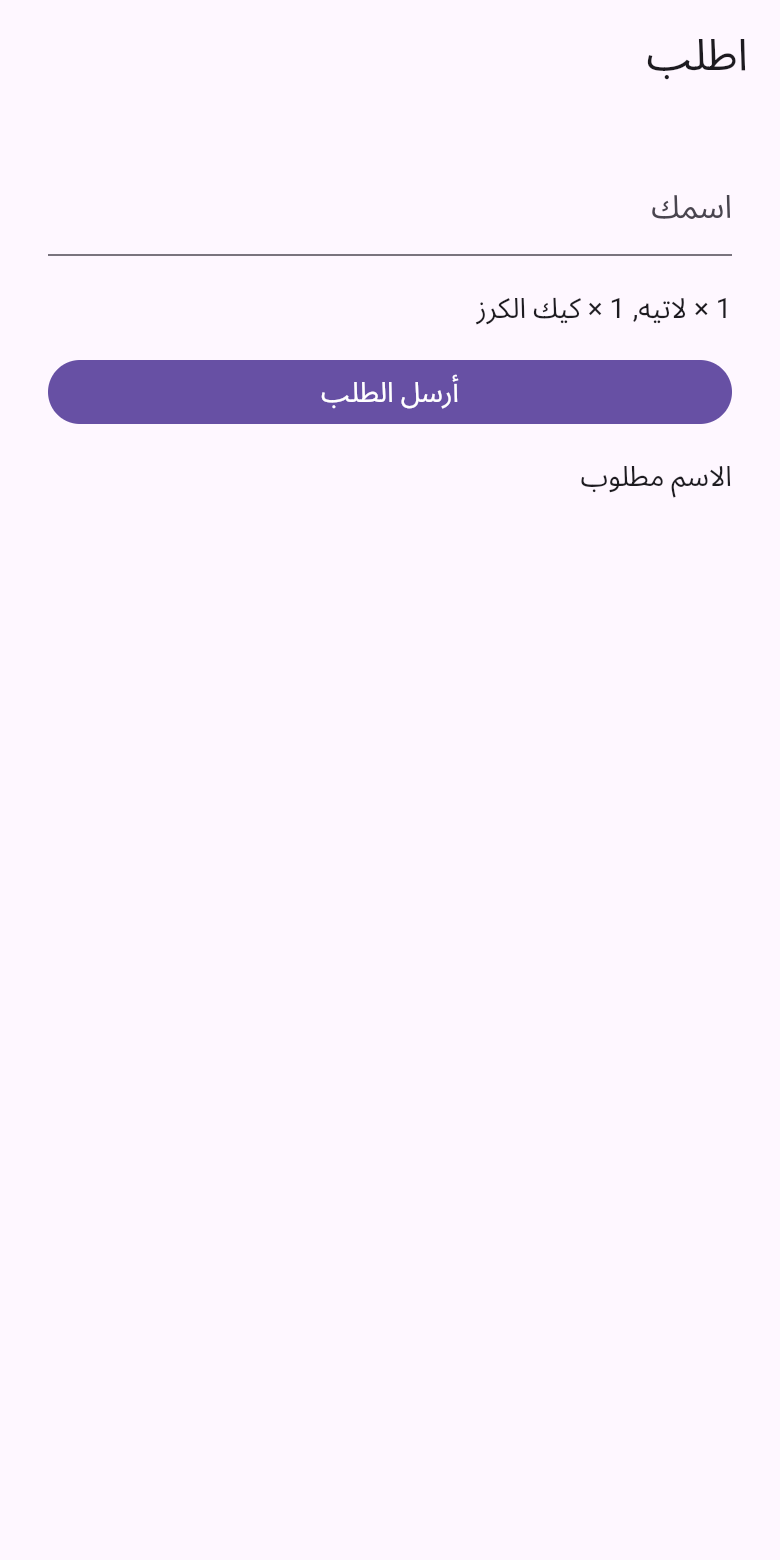 اطلب
اسمك
1 × لاتيه, 1 × كيك الكرز
أرسل الطلب
الاسم مطلوب